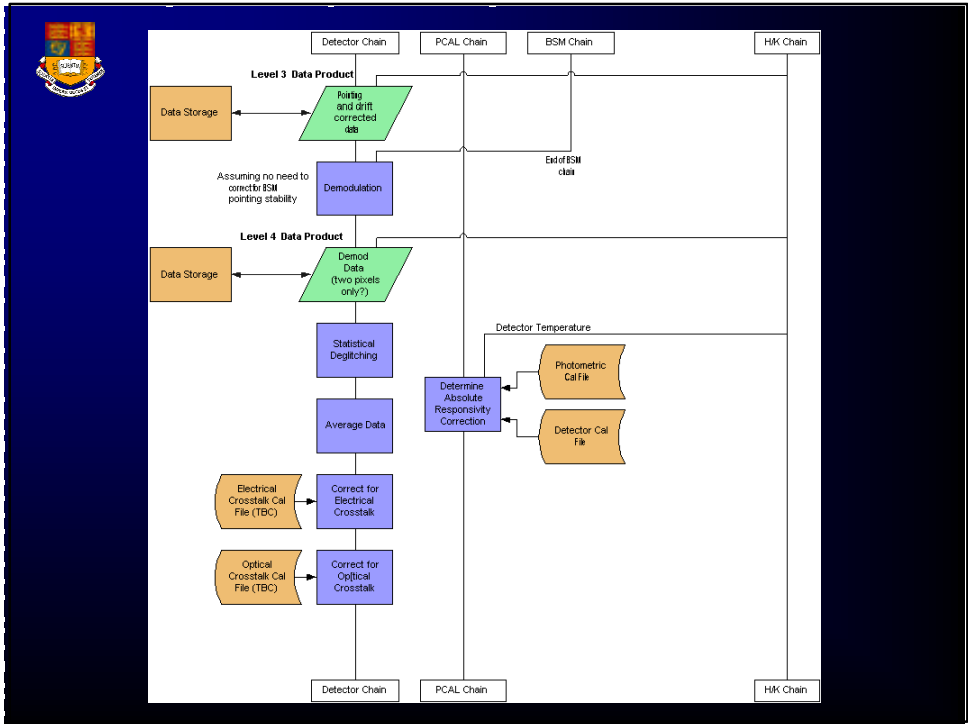 Detector Chain
PCAL Chain
BSM Chain
H/K Chain
Level 3 Data Product
Data Storage
Pointing
and drift
corrected
data
Assuming no need to
correct for BSM
pointing stability
Demodulation
End of BSM
chain
Level 4 Data Product
Data Storage
Demod
Data
(two pixels
only?)
Detector Temperature
Statistical
Deglitching
Photometric
Cal File
Determine
Absolute
Responsivity
Correction
Average Data
Detector Cal
File
Electrical
Crosstalk Cal
File (TBC)
Correct for
Electrical
Crosstalk
Optical
Crosstalk Cal
File (TBC)
Correct for
Op[tical
Crosstalk
Detector Chain
PCAL Chain
H/K Chain